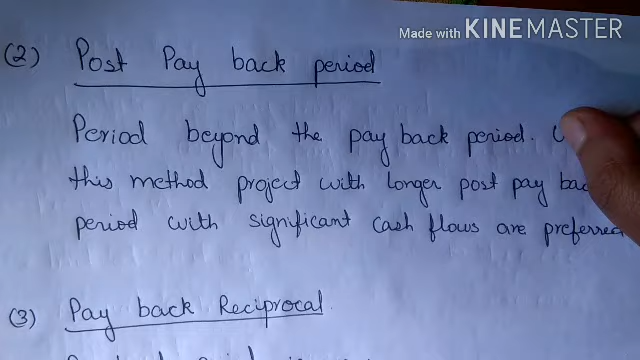 Made with KINEMASTER
(2) Post Pay back period
Period beyond the pay back period.
this method project with longer post pay
period with significant cash flows are preferred
(3) Pay back Reciprocal